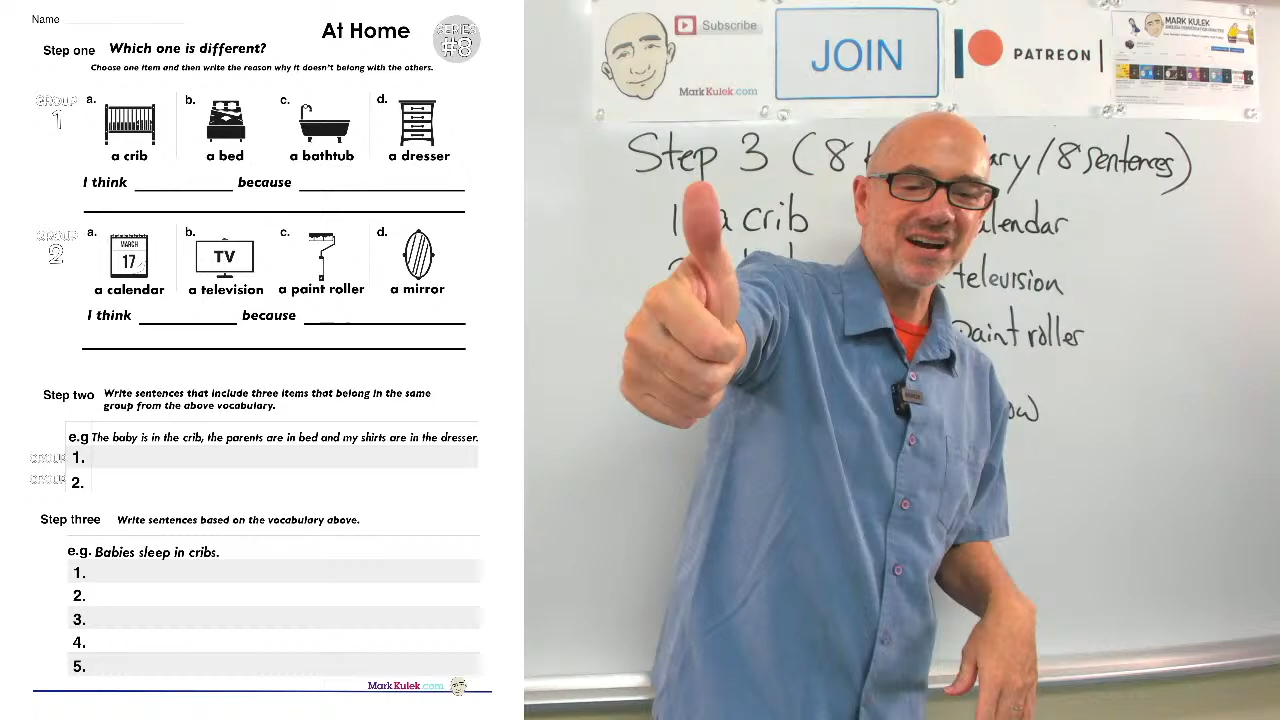 Name
At Home
#8
Step one Which one is different?
Choose one item and then write the reason why it doesn't belong with the others.
1
a. b. c. d.
a crib a bed a bathtub a dresser
I think because
2
a. b. c. d.
MARCH
17
TV
a calendar a television a paint roller a mirror
I think because
Step two Write sentences that include three items that belong in the same
group from the above vocabulary.
e.g The baby is in the crib, the parents are in bed and my shirts are in the dresser.
1.
2.
Step three Write sentences based on the vocabulary above.
e.g. Babies sleep in cribs.
1.
2.
3.
4.
5.
MarkKulek.com
Subscribe
MarkKulek.com
JOIN
PATREON
MARK KULEK
Step 3 (8 /8 sentences)
1 a crib
television
paint roller